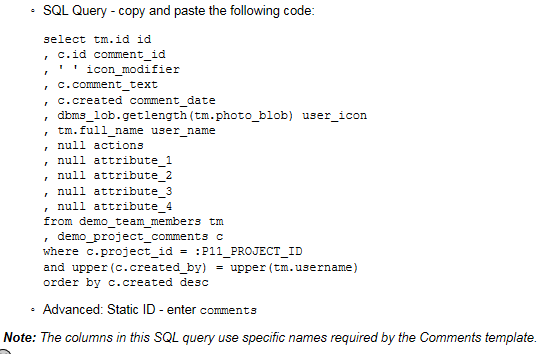 ◦ SQL Query - copy and paste the following code:
select tm.id id
, c.id comment_id
, ' ' icon_modifier
, c.comment_text
, c.created comment_date
, dbms_lob.getlength(tm.photo_blob) user_icon
, tm.full_name user_name
, null actions
, null attribute_1
, null attribute_2
, null attribute_3
, null attribute_4
from demo_team_members tm
, demo_project_comments c
where c.project_id = :P11_PROJECT_ID
and upper(c.created_by) = upper(tm.username)
order by c.created desc
◦ Advanced: Static ID - enter comments
Note: The columns in this SQL query use specific names required by the Comments template.